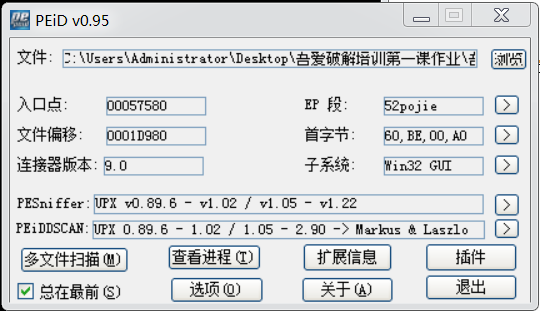 PEiD v0.95
文件: C:\Users\Administrator\Desktop\吾爱破解培训第一课作业\ 浏览
入口点: 00057580 EP 段: 52pojie >
文件偏移: 0001D980 首字节: 60,BE,00,A0 >
连接器版本: 9.0 子系统: Win32 GUI >
PESniffer: UPX v0.89.6 - v1.02 / v1.05 - v1.22 >
PEiDDSCAN: UPX 0.89.6 - 1.02 / 1.05 - 2.90 -> Markus & Laszlo >
多文件扫描(M) 查看进程(T) 扩展信息 插件
总在最前(S) 选项(O) 关于(A) 退出